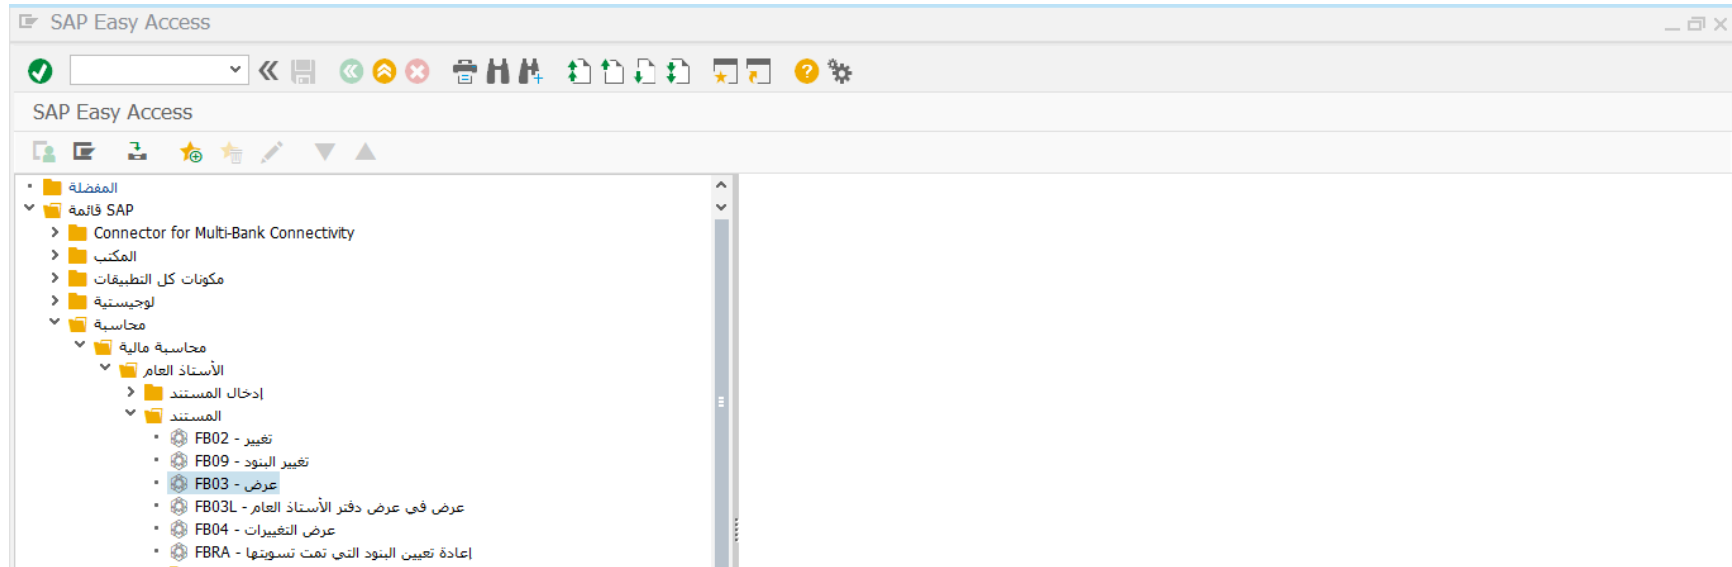 SAP Easy Access
SAP Easy Access
المفضلة
قائمة SAP
Connector for Multi-Bank Connectivity
المكتب
مكونات كل التطبيقات
لوجيستية
محاسبة
محاسبة مالية
الأستاذ العام
إدخال المستند
المستند
FB02 - تغيير
FB09 - تغيير البنود
FB03 - عرض
FB03L - عرض في عرض دفتر الأستاذ العام
FB04 - عرض التغييرات
FBRA - إعادة تعيين البنود التي تمت تسويتها